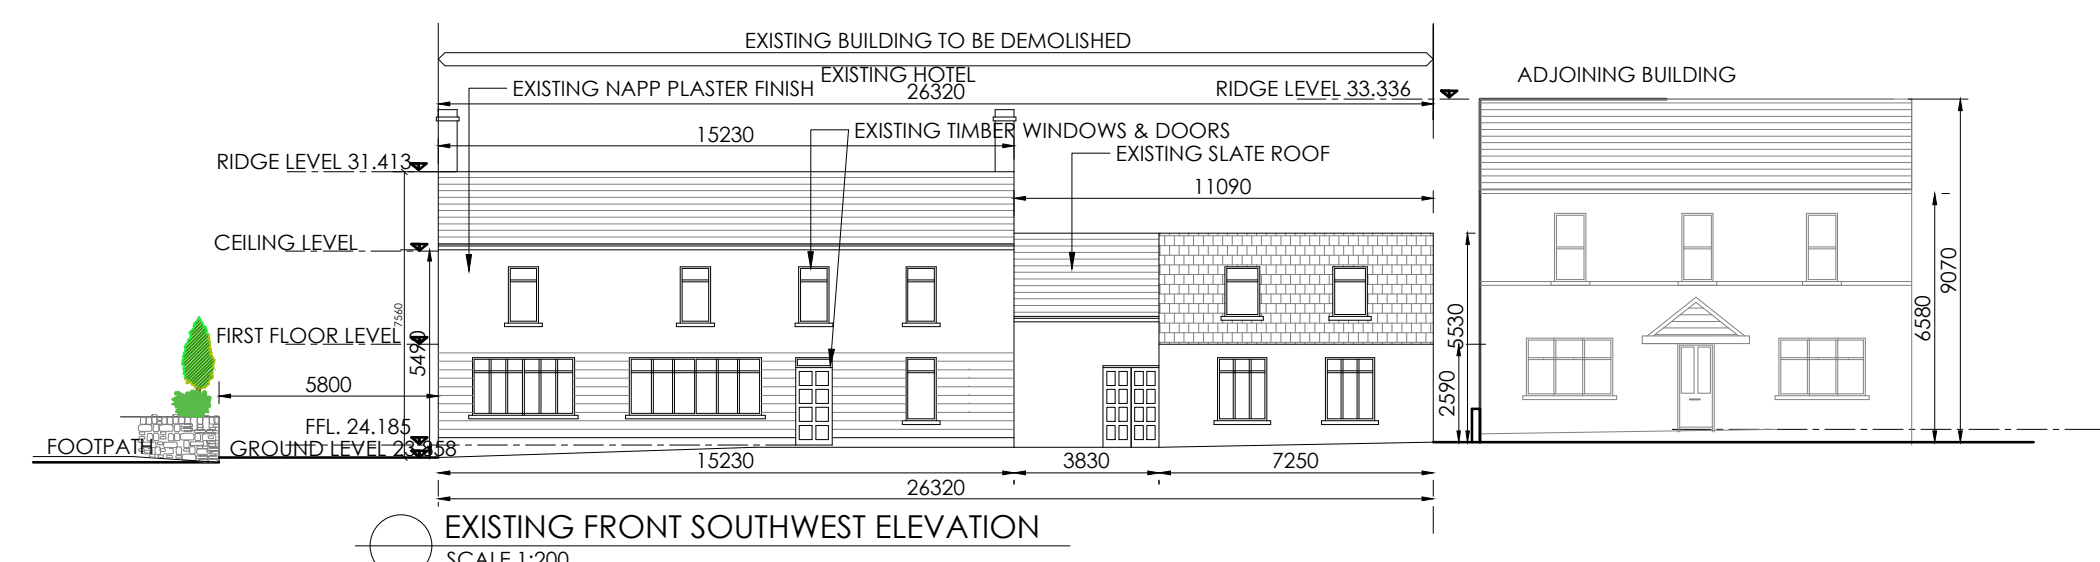 EXISTING BUILDING TO BE DEMOLISHED
EXISTING HOTEL
ADJOINING BUILDING
EXISTING NAPP PLASTER FINISH
26320
RIDGE LEVEL 33.336
15230
EXISTING TIMBER WINDOWS & DOORS
RIDGE LEVEL 31.413
EXISTING SLATE ROOF
11090
CEILING LEVEL
9070
7560
FIRST FLOOR LEVEL
5490
5530
6580
5800
2590
FFL. 24.185
FOOTPATH
GROUND LEVEL 23.858
15230
3830
7250
26320
EXISTING FRONT SOUTHWEST ELEVATION
SCALE 1:200